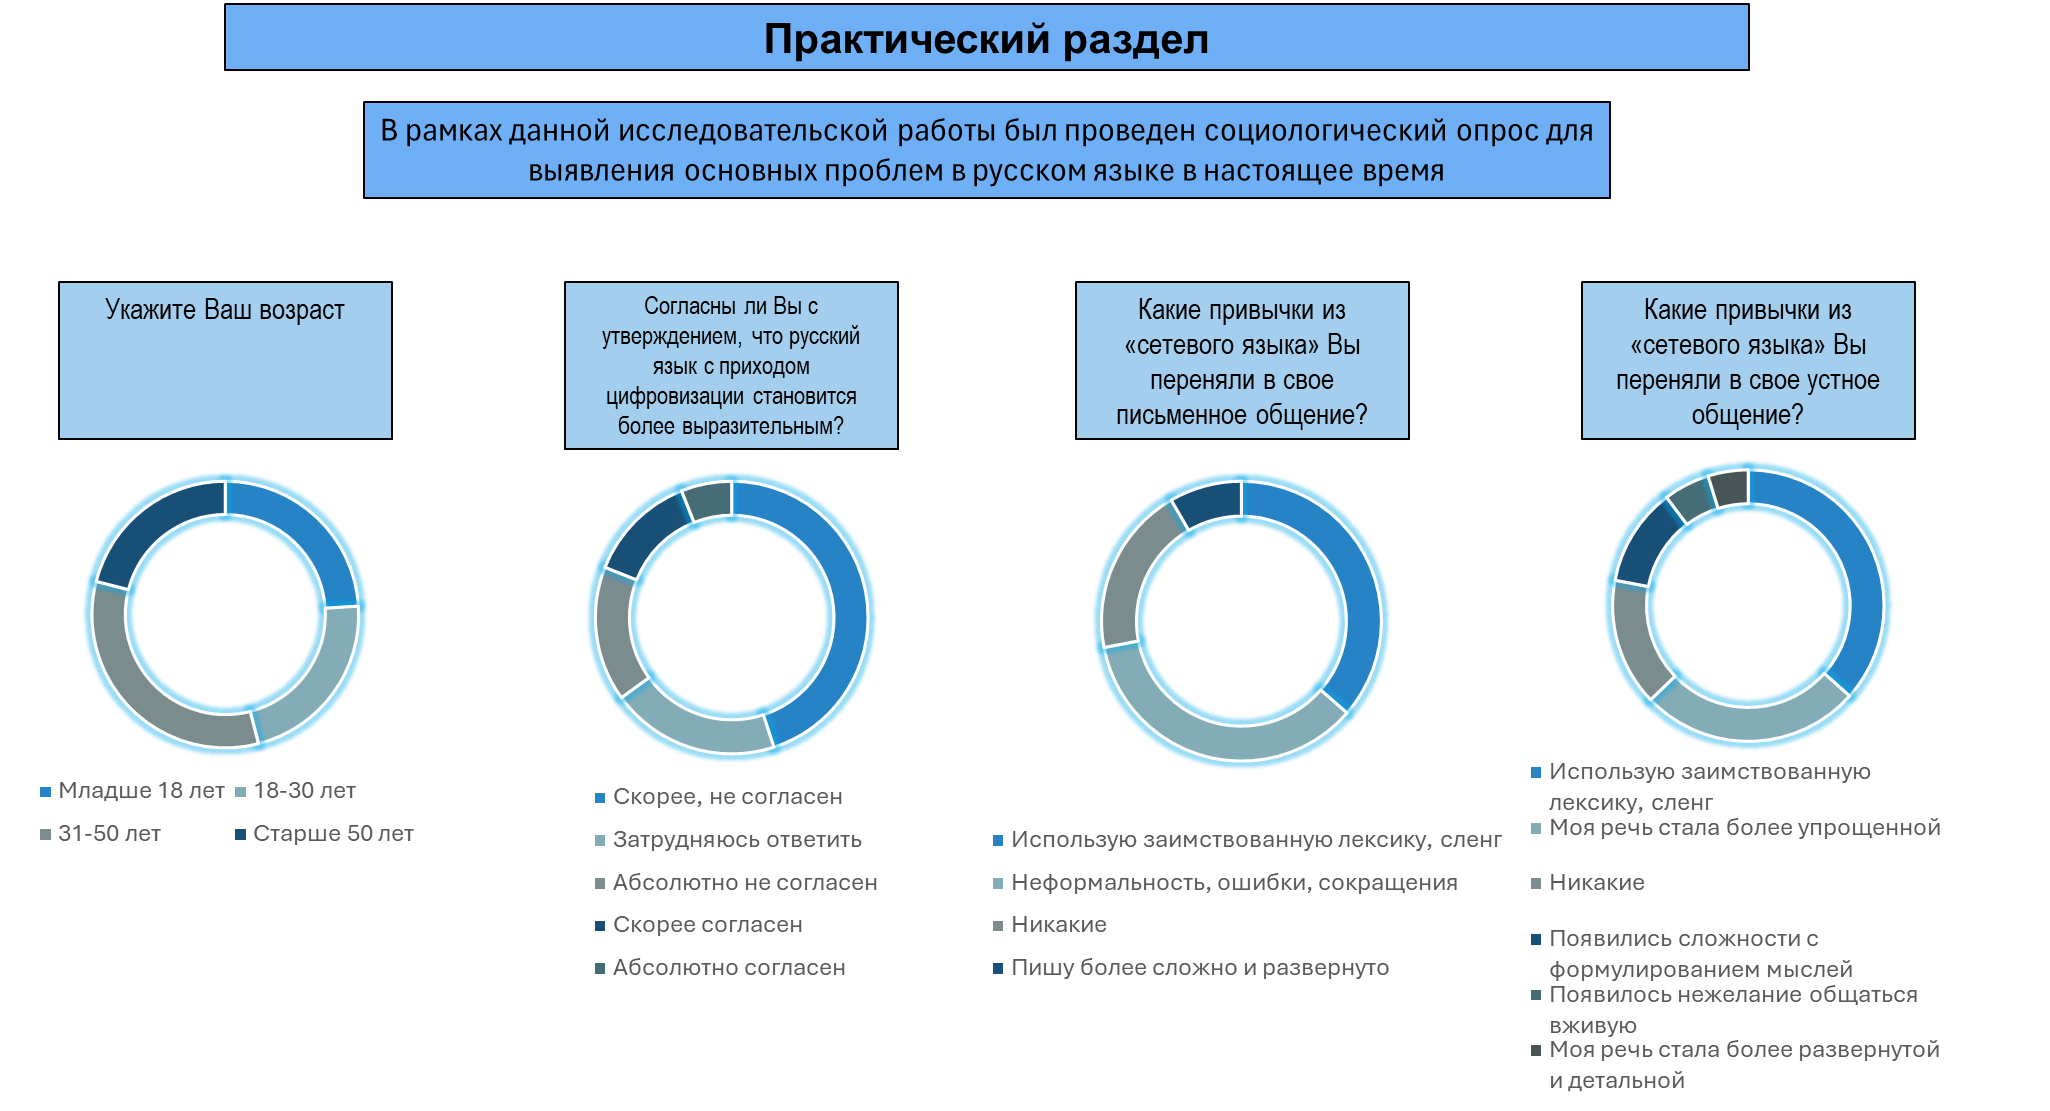 Практический раздел
В рамках данной исследовательской работы был проведен социологический опрос для
выявления основных проблем в русском языке в настоящее время
Укажите Ваш возраст
Младше 18 лет
18-30 лет
31-50 лет
Старше 50 лет
Согласны ли Вы с
утверждением, что русский
язык с приходом
цифровизации становится
более выразительным?
Скорее, не согласен
Затрудняюсь ответить
Абсолютно не согласен
Скорее согласен
Абсолютно согласен
Какие привычки из
«сетевого языка» Вы
переняли в свое
письменное общение?
Использую заимствованную лексику, сленг
Неформальность, ошибки, сокращения
Никакие
Пишу более сложно и развернуто
Какие привычки из
«сетевого языка» Вы
переняли в свое устное
общение?
Использую заимствованную
лексику, сленг
Моя речь стала более упрощенной
Никакие
Появились сложности с
формулированием мыслей
Появилось нежелание общаться
вживую
Моя речь стала более развернутой
и детальной